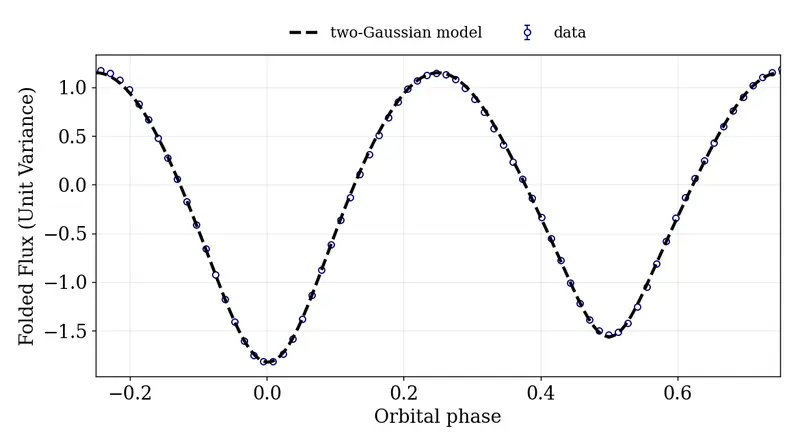 two-Gaussian model data
Folded Flux (Unit Variance)
1.0
0.5
0.0
−0.5
−1.0
−1.5
−0.2 0.0 0.2 0.4 0.6
Orbital phase